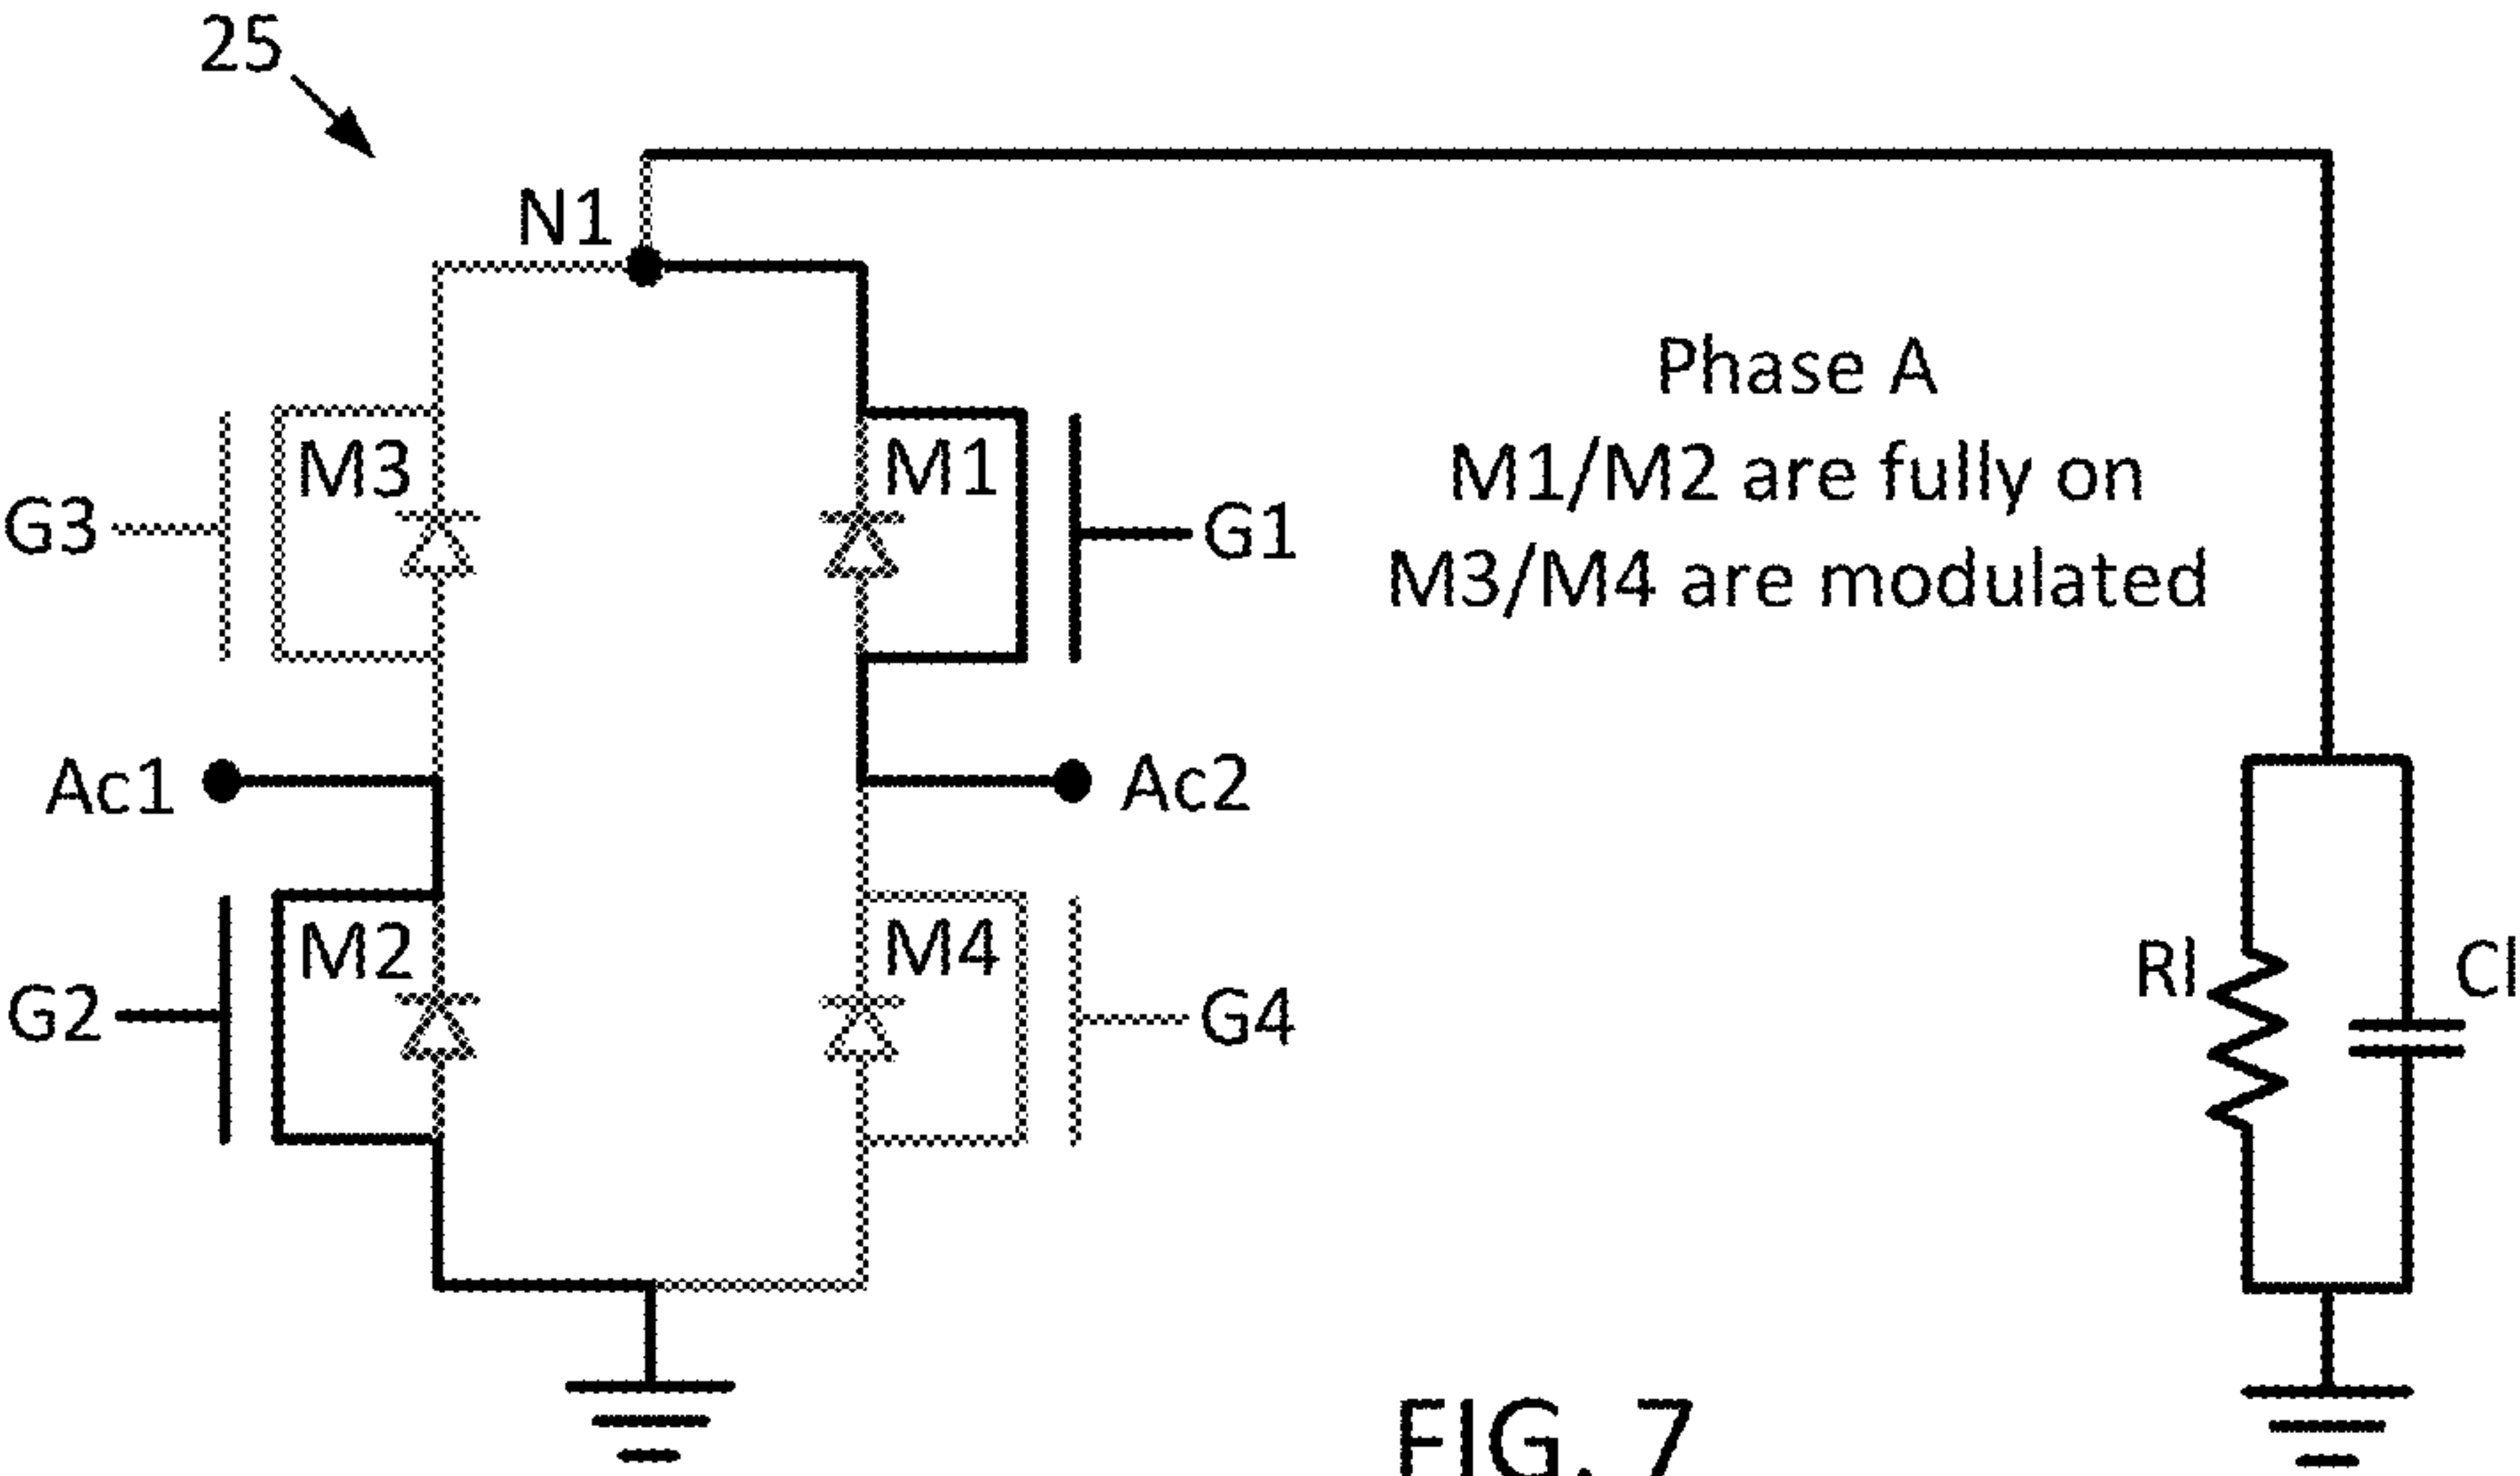 25
N1
M3
M1
G3
G1
Phase A
M1/M2 are fully on
M3/M4 are modulated
Ac1
Ac2
M2
M4
G2
G4
Rl
Cl
FIG. 7